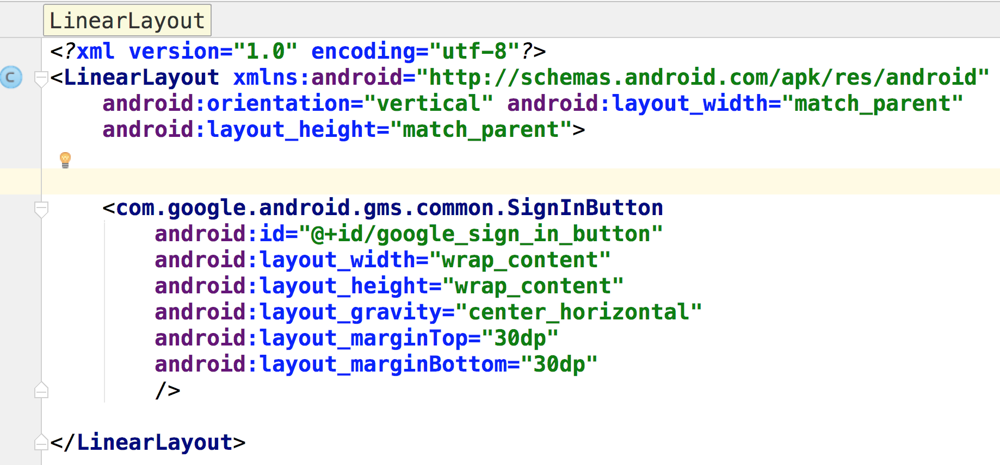 LinearLayout
<?xml version="1.0" encoding="utf-8"?>
C
<LinearLayout xmlns:android="http://schemas.android.com/apk/res/android"
    android:orientation="vertical" android:layout_width="match_parent"
    android:layout_height="match_parent">
    <com.google.android.gms.common.SignInButton
        android:id="@+id/google_sign_in_button"
        android:layout_width="wrap_content"
        android:layout_height="wrap_content"
        android:layout_gravity="center_horizontal"
        android:layout_marginTop="30dp"
        android:layout_marginBottom="30dp"
        />
</LinearLayout>